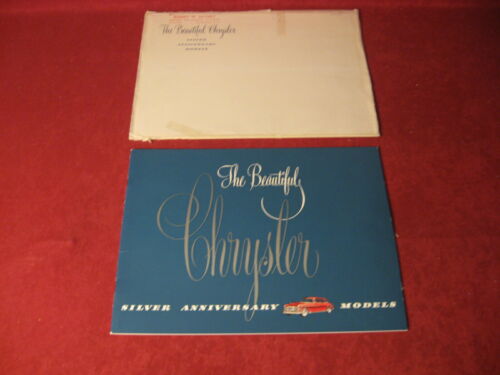 The Beautiful Chrysler
SILVER
ANNIVERSARY
MODELS
The Beautiful
Chrysler
SILVER ANNIVERSARY MODELS